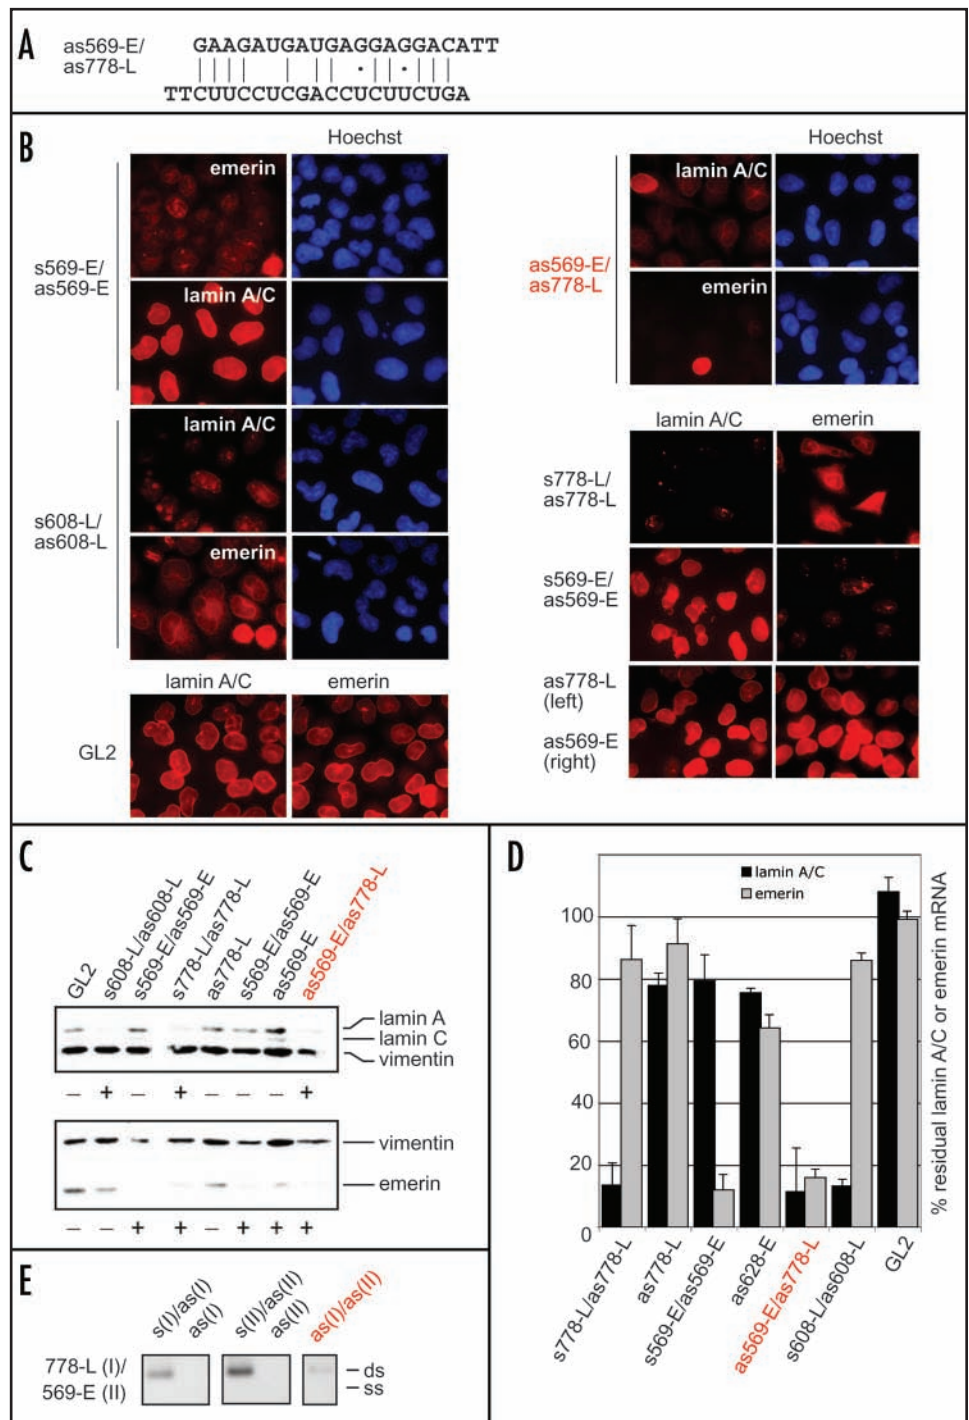 A
as569-E/
as778-L
GAAGAUGAUGAGGAGGACATT
TTCUUCCUCGACCUCUUCUGA
B
Hoechst
s569-E/
as569-E
emerin
lamin A/C
s608-L/
as608-L
lamin A/C
emerin
lamin A/C emerin
GL2
Hoechst
as569-E/
as778-L
lamin A/C
emerin
lamin A/C emerin
s778-L/
as778-L
s569-E/
as569-E
as778-L
(left)
as569-E
(right)
C
GL2
s608-L/as608-L
s569-E/as569-E
s778-L/as778-L
as778-L
s569-E/as569-E
as569-E
as569-E/as778-L
lamin A
lamin C
vimentin
– + – + – – – +
vimentin
emerin
– – + + – + + +
D
lamin A/C
emerin
100
80
60
40
20
0
% residual lamin A/C or emerin mRNA
s778-L/as778-L
as778-L
s569-E/as569-E
as628-E
as569-E/as778-L
s608-L/as608-L
GL2
E
s(I)/as(I)
as(I)
s(II)/as(II)
as(II)
as(I)/as(II)
778-L (I)/
569-E (II)
ds
ss